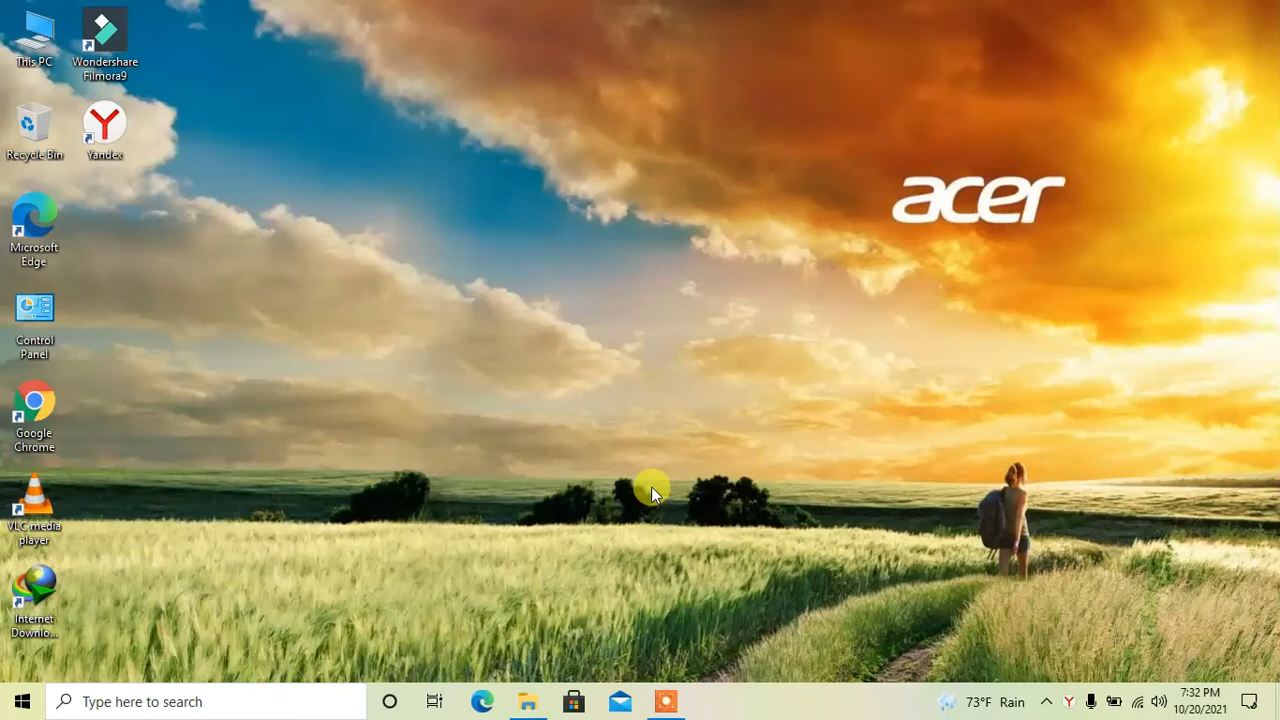 This PC
Wondershare
Filmora9
Recycle Bin
Yandex
Microsoft
Edge
Control
Panel
Google
Chrome
VLC media
player
Internet
Downlo...
acer
Type here to search
73°F Rain
7:32 PM
10/20/2021